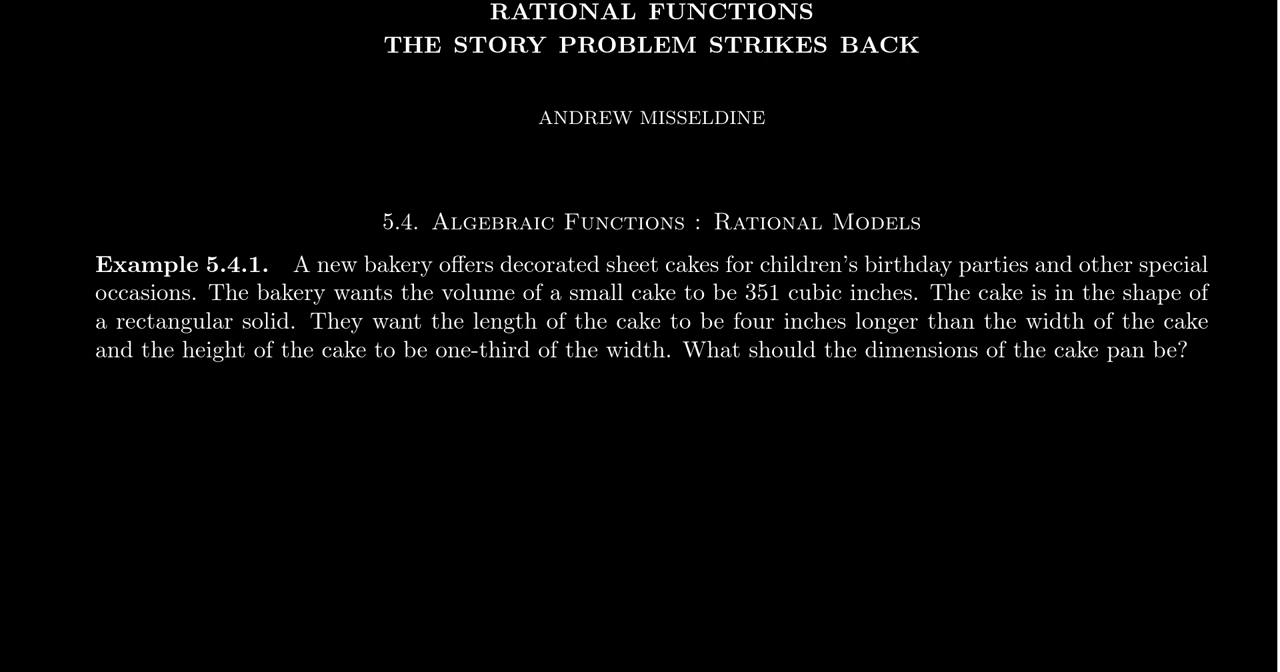 RATIONAL FUNCTIONS
THE STORY PROBLEM STRIKES BACK
ANDREW MISSELDINE
5.4. Algebraic Functions : Rational Models
Example 5.4.1. A new bakery offers decorated sheet cakes for children's birthday parties and other special
occasions. The bakery wants the volume of a small cake to be 351 cubic inches. The cake is in the shape of
a rectangular solid. They want the length of the cake to be four inches longer than the width of the cake
and the height of the cake to be one-third of the width. What should the dimensions of the cake pan be?